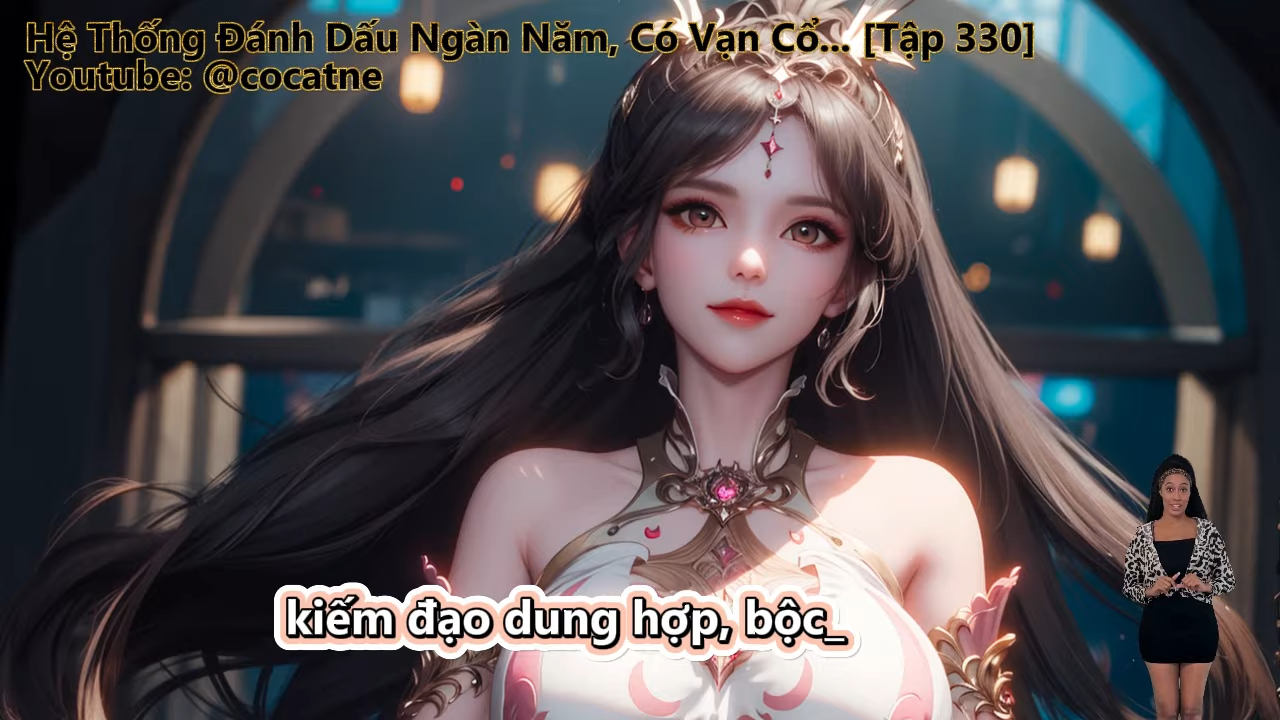 Hệ Thống Đánh Dấu Ngàn Năm, Có Vạn Cổ... [Tập 330]
Youtube: @cocatne
kiếm đạo dung hợp, bộc_